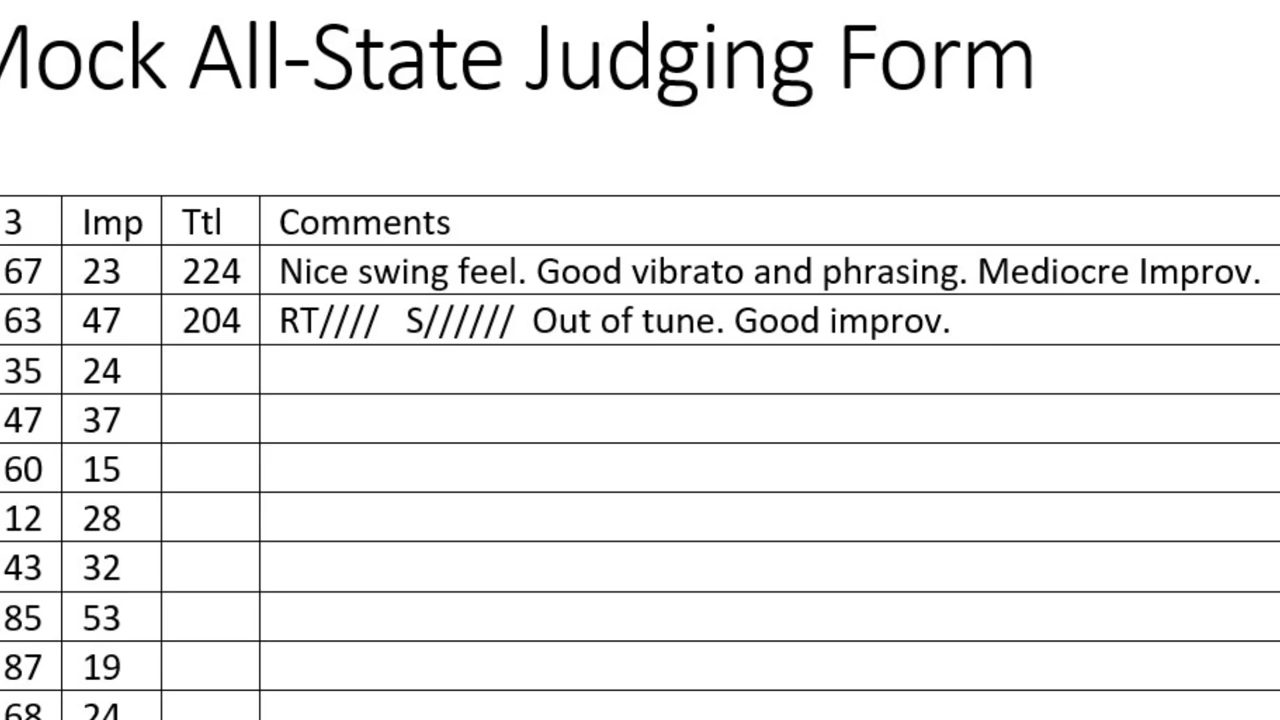 Mock All-State Judging Form
3 Imp Ttl Comments
67 23 224 Nice swing feel. Good vibrato and phrasing. Mediocre Improv.
63 47 204 RT//// S////// Out of tune. Good improv.
35 24
47 37
60 15
12 28
43 32
85 53
87 19
68 24